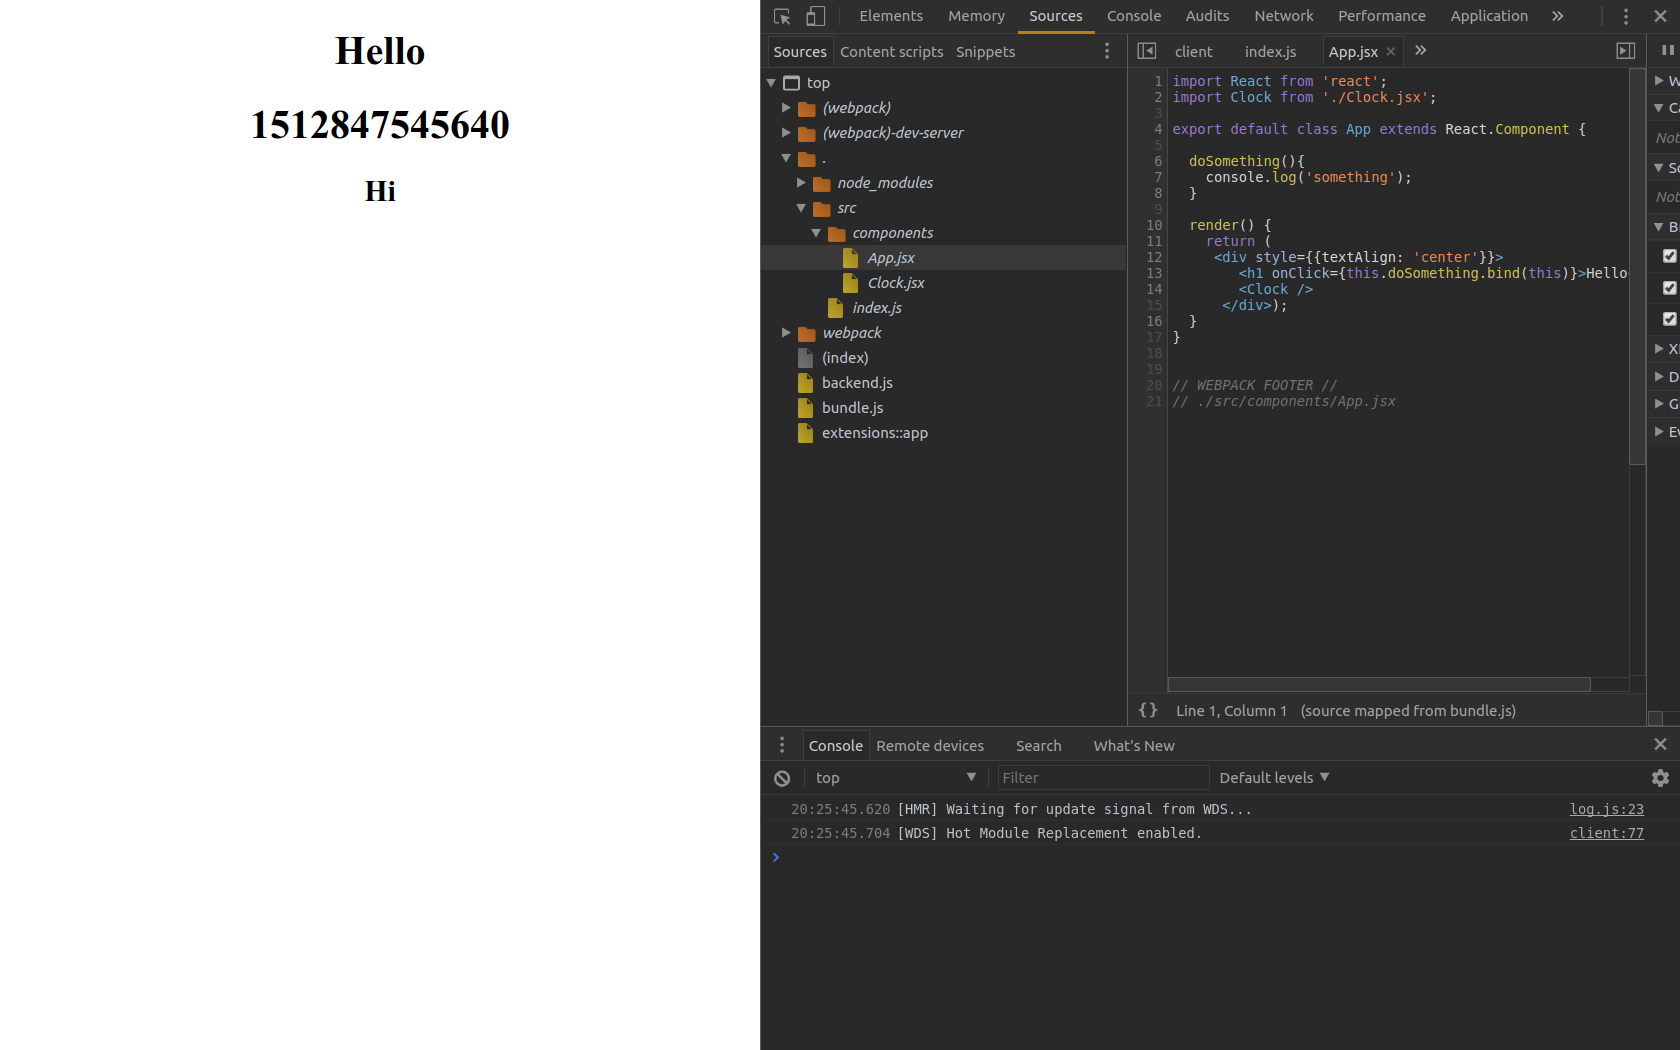 Hello
1512847545640
Hi
Elements Memory Sources Console Audits Network Performance Application »
Sources Content scripts Snippets
top
(webpack)
(webpack)-dev-server
.
node_modules
src
components
App.jsx
Clock.jsx
index.js
webpack
(index)
backend.js
bundle.js
extensions::app
client index.js App.jsx × »
1 import React from 'react';
2 import Clock from './Clock.jsx';
3
4 export default class App extends React.Component {
5
6 doSomething(){
7 console.log('something');
8 }
9
10 render() {
11 return (
12 <div style={{textAlign: 'center'}}>
13 <h1 onClick={this.doSomething.bind(this)}>Hello
14 <Clock />
15 </div>);
16 }
17 }
18
19
20 // WEBPACK FOOTER //
21 // ./src/components/App.jsx
{} Line 1, Column 1 (source mapped from bundle.js)
W
Not
Not
B
XI
D
G
Ev
Console Remote devices Search What's New
top Filter Default levels
20:25:45.620 [HMR] Waiting for update signal from WDS... log.js:23
20:25:45.704 [WDS] Hot Module Replacement enabled. client:77
>